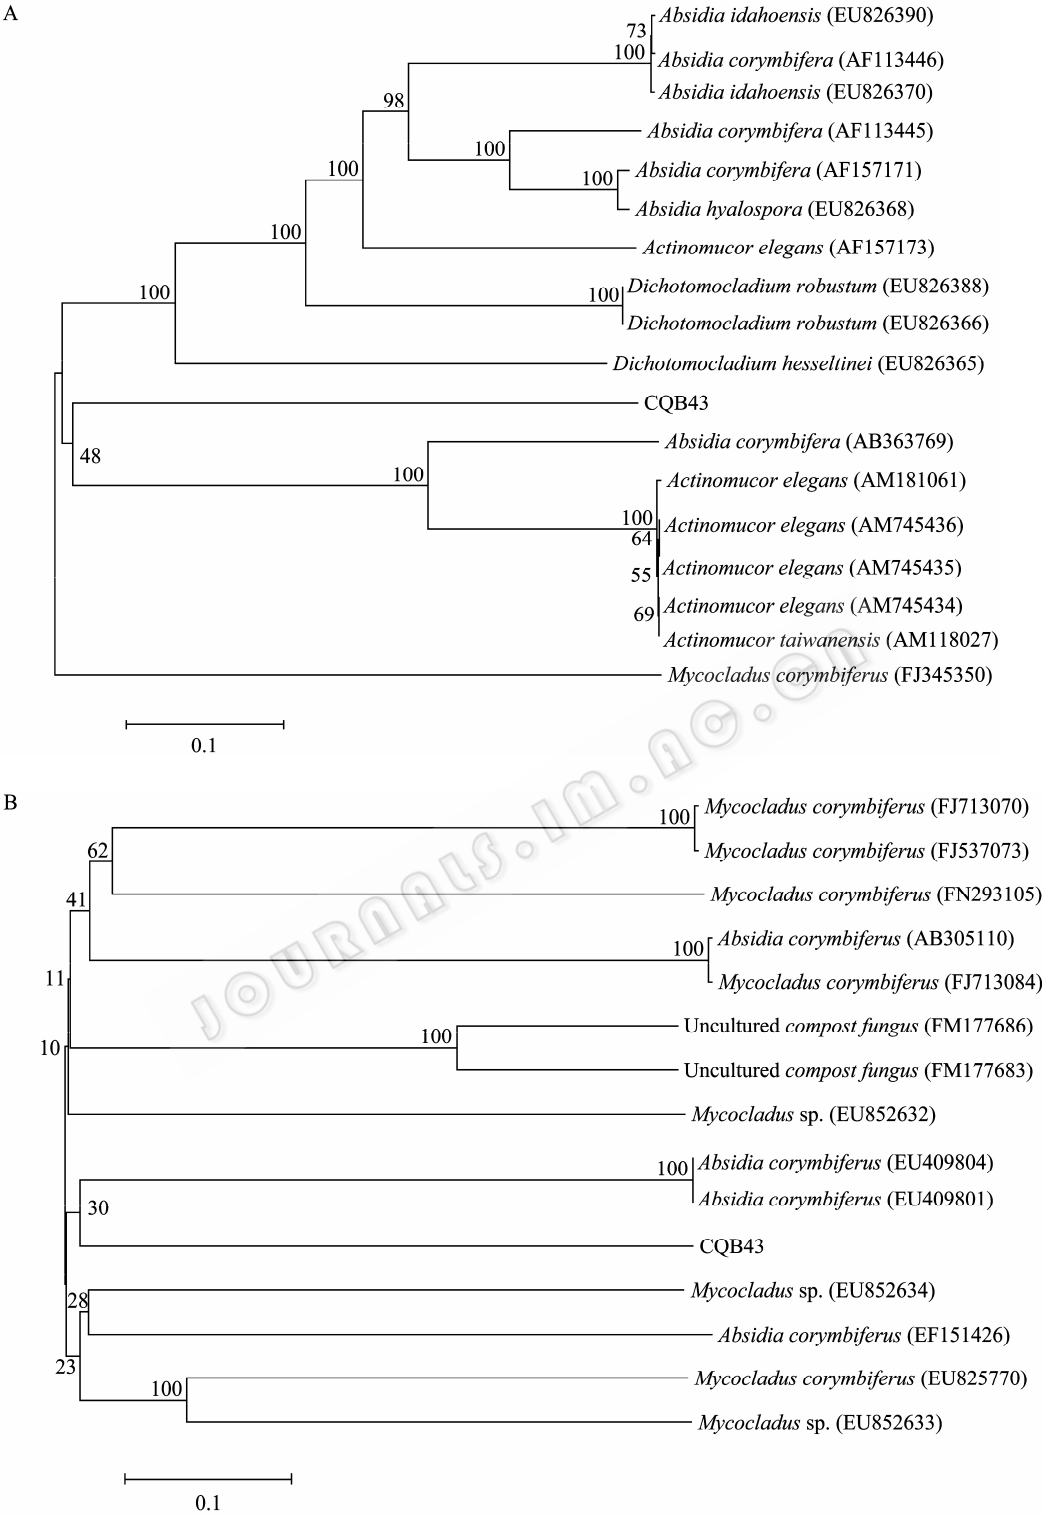 A
Absidia idahoensis (EU826390)
73
100
Absidia corymbifera (AF113446)
Absidia idahoensis (EU826370)
98
Absidia corymbifera (AF113445)
100
Absidia corymbifera (AF157171)
100
100
Absidia hyalospora (EU826368)
100
Actinomucor elegans (AF157173)
Dichotomocladium robustum (EU826388)
100
100
Dichotomocladium robustum (EU826366)
Dichotomocladium hesseltinei (EU826365)
CQB43
Absidia corymbifera (AB363769)
48
100
Actinomucor elegans (AM181061)
100
Actinomucor elegans (AM745436)
64
Actinomucor elegans (AM745435)
55
Actinomucor elegans (AM745434)
69
Actinomucor taiwanensis (AM118027)
Mycocladus corymbiferus (FJ345350)
0.1
JOURNALS.IM.AC.CN
B
Mycocladus corymbiferus (FJ713070)
100
62
Mycocladus corymbiferus (FJ537073)
41
Mycocladus corymbiferus (FN293105)
Absidia corymbiferus (AB305110)
100
11
Mycocladus corymbiferus (FJ713084)
Uncultured compost fungus (FM177686)
100
10
Uncultured compost fungus (FM177683)
Mycocladus sp. (EU852632)
Absidia corymbiferus (EU409804)
100
Absidia corymbiferus (EU409801)
30
CQB43
Mycocladus sp. (EU852634)
28
Absidia corymbiferus (EF151426)
23
Mycocladus corymbiferus (EU825770)
100
Mycocladus sp. (EU852633)
0.1